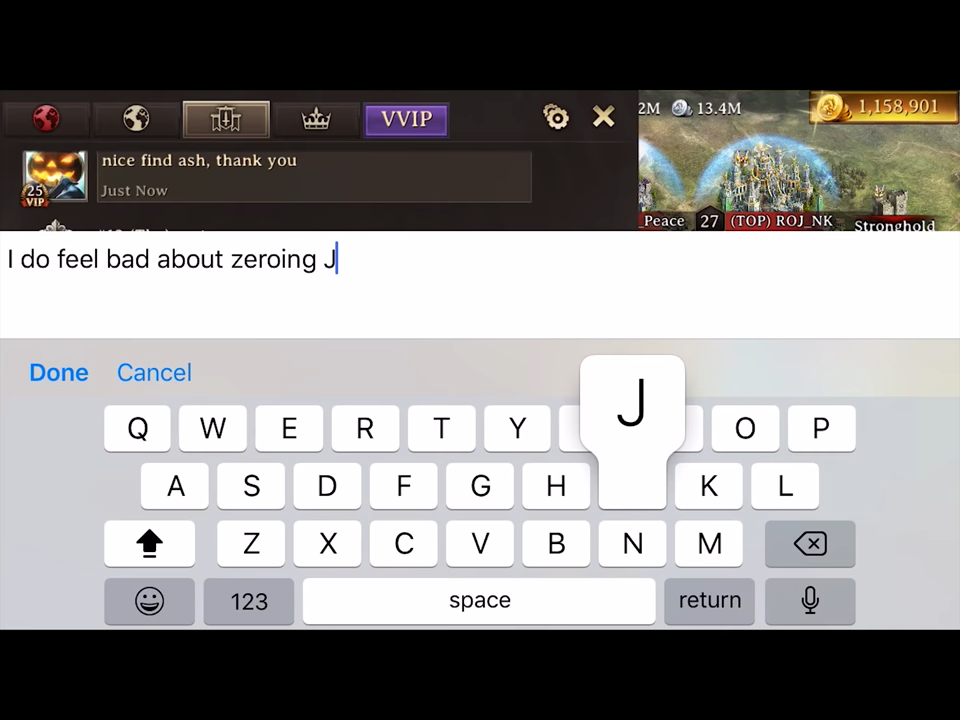 VVIP
2M 13.4M
1,158,901
nice find ash, thank you
25
VIP
Just Now
Peace
27 (TOP) ROJ_NK
Stronghold
I do feel bad about zeroing J
Done Cancel
J
Q W E R T Y O P
A S D F G H K L
Z X C V B N M
123 space return